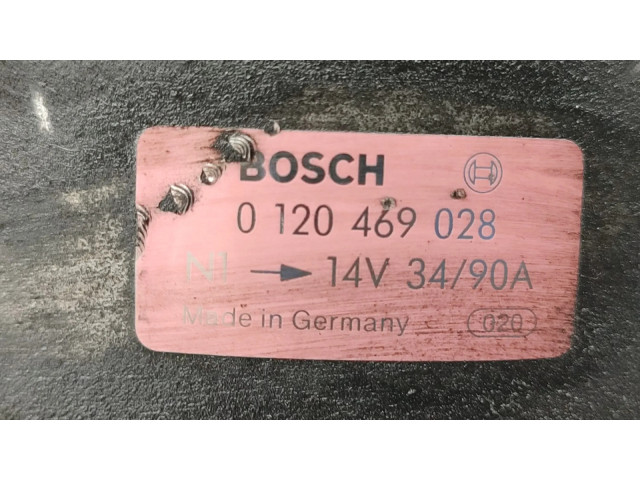 BOSCH
0 120 469 028
N1 → 14V 34/90A
Made in Germany 020